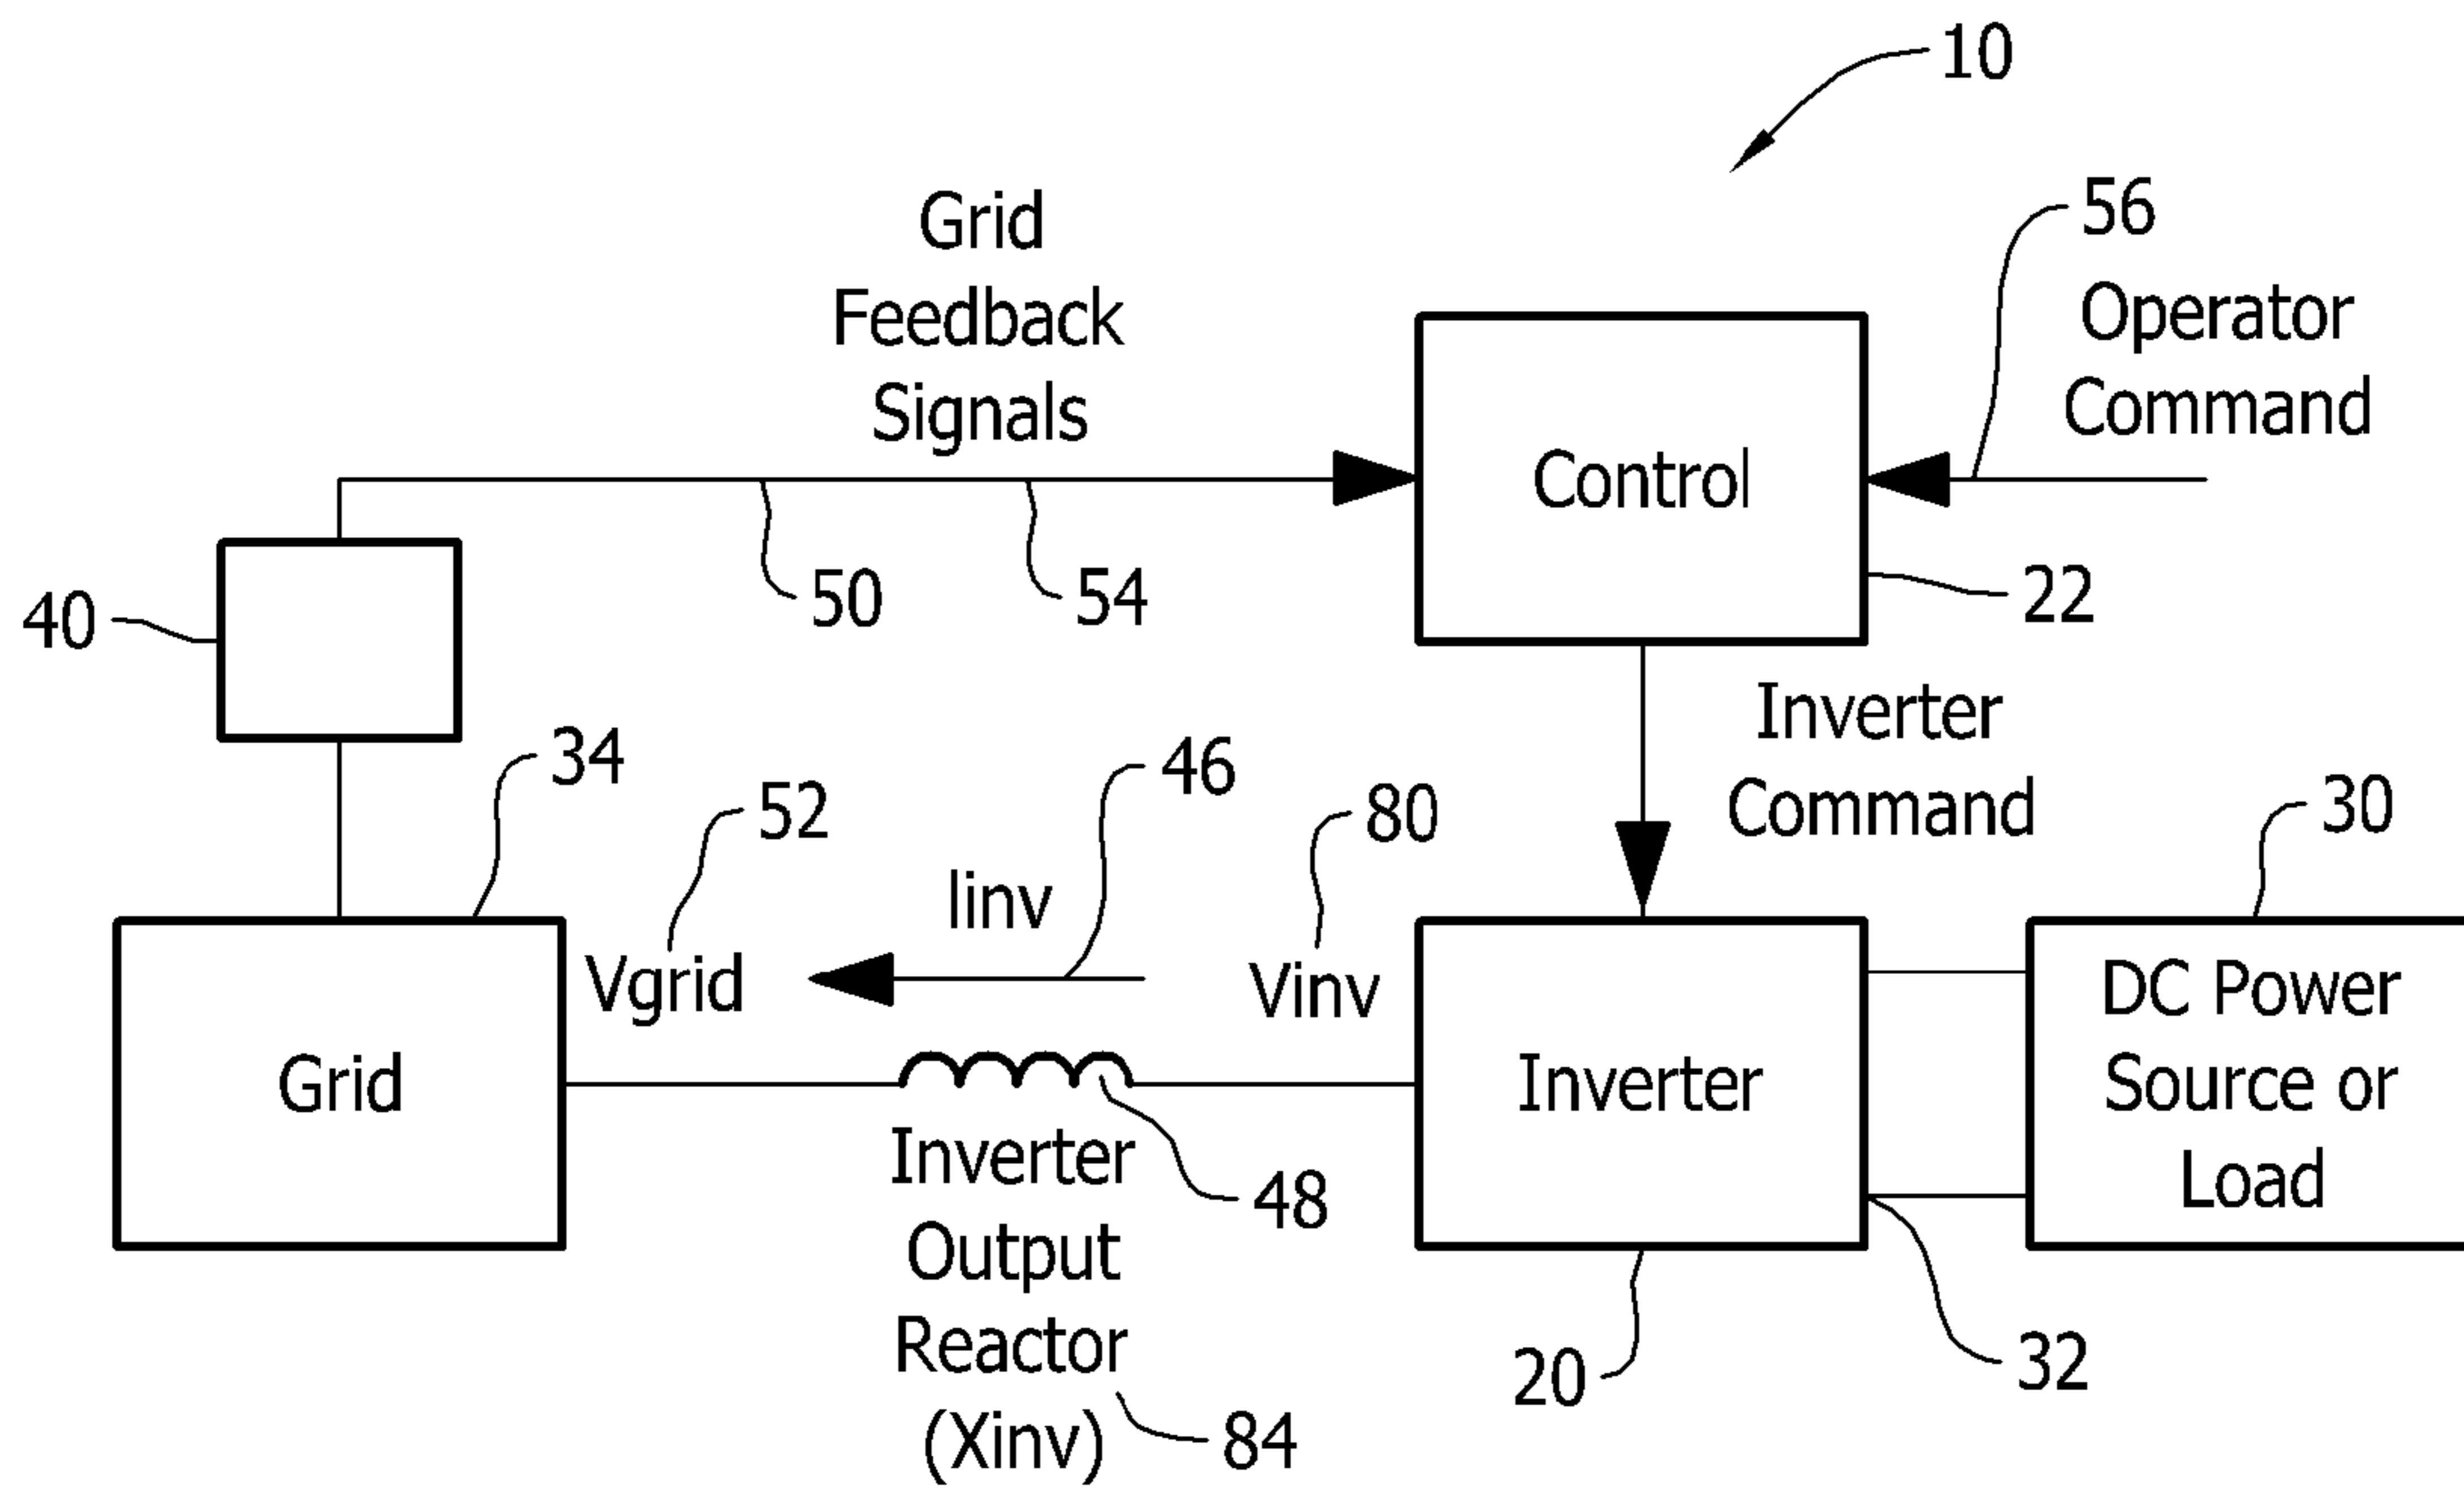 10
56
Operator
Command
Grid
Feedback
Signals
Control
50
54
22
40
Inverter
Command
34
52
46
80
30
Iinv
Vgrid
Vinv
Grid
Inverter
DC Power
Source or
Load
Inverter
Output
Reactor
(Xinv)
48
84
20
32